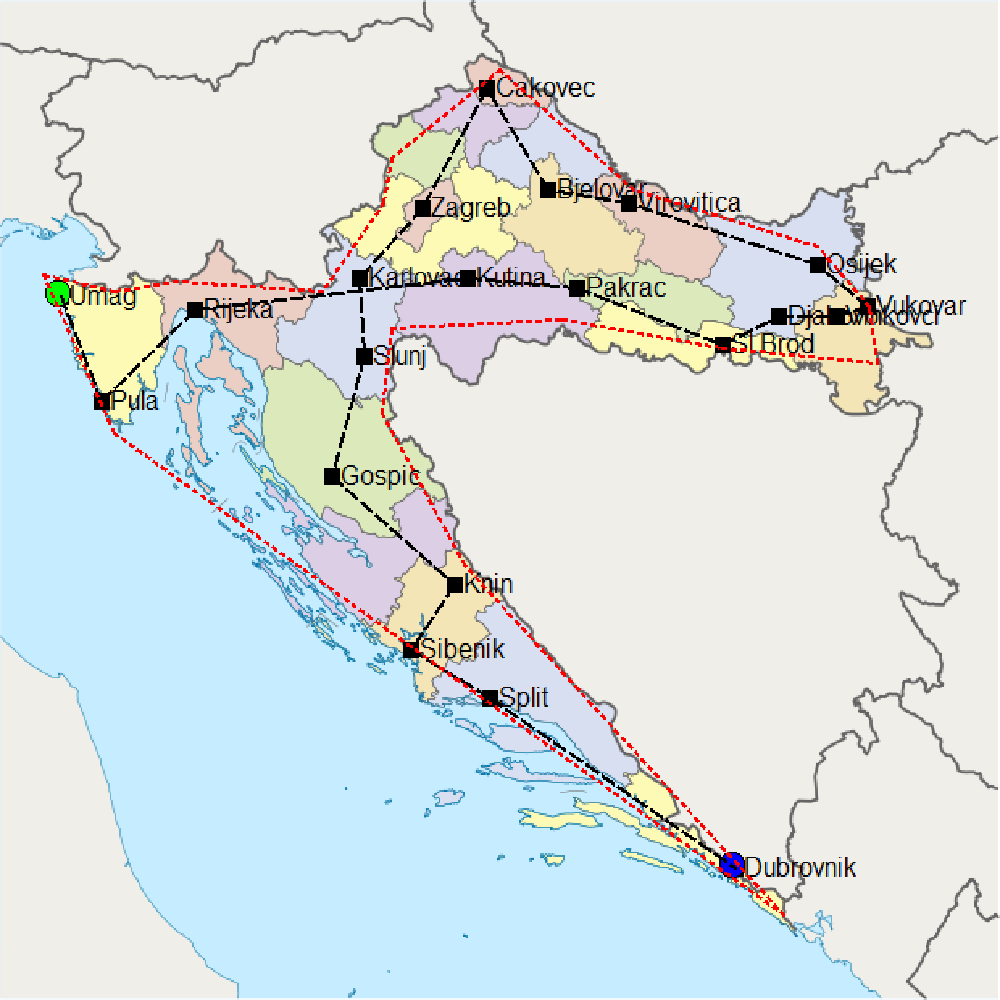 Cakovec
Bjelovar
Virovitica
Zagreb
Osijek
Karlovac
Kutina
Pakrac
Umag
Rijeka
Vukovar
Djakovo
Vinkovci
Sl.Brod
Slunj
Pula
Gospic
Knin
Sibenik
Split
Dubrovnik